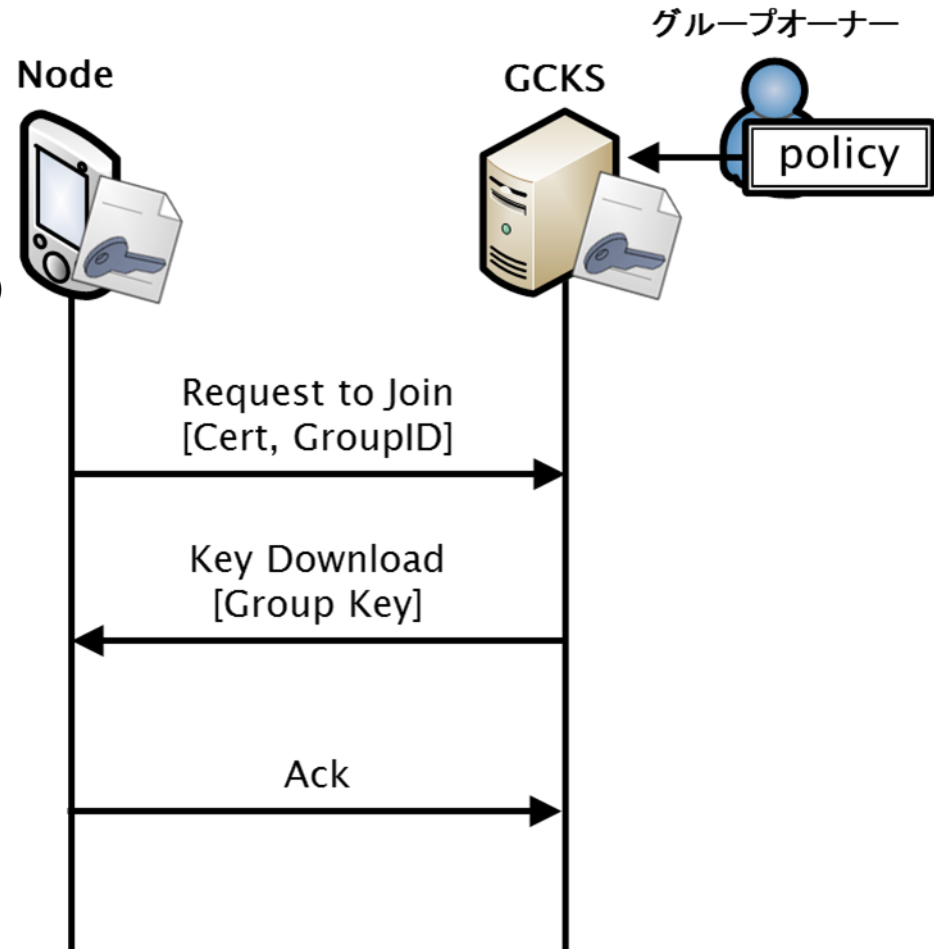 グループオーナー
Node
GCKS
policy
)
Request to Join
[Cert, GroupID]
Key Download
[Group Key]
Ack